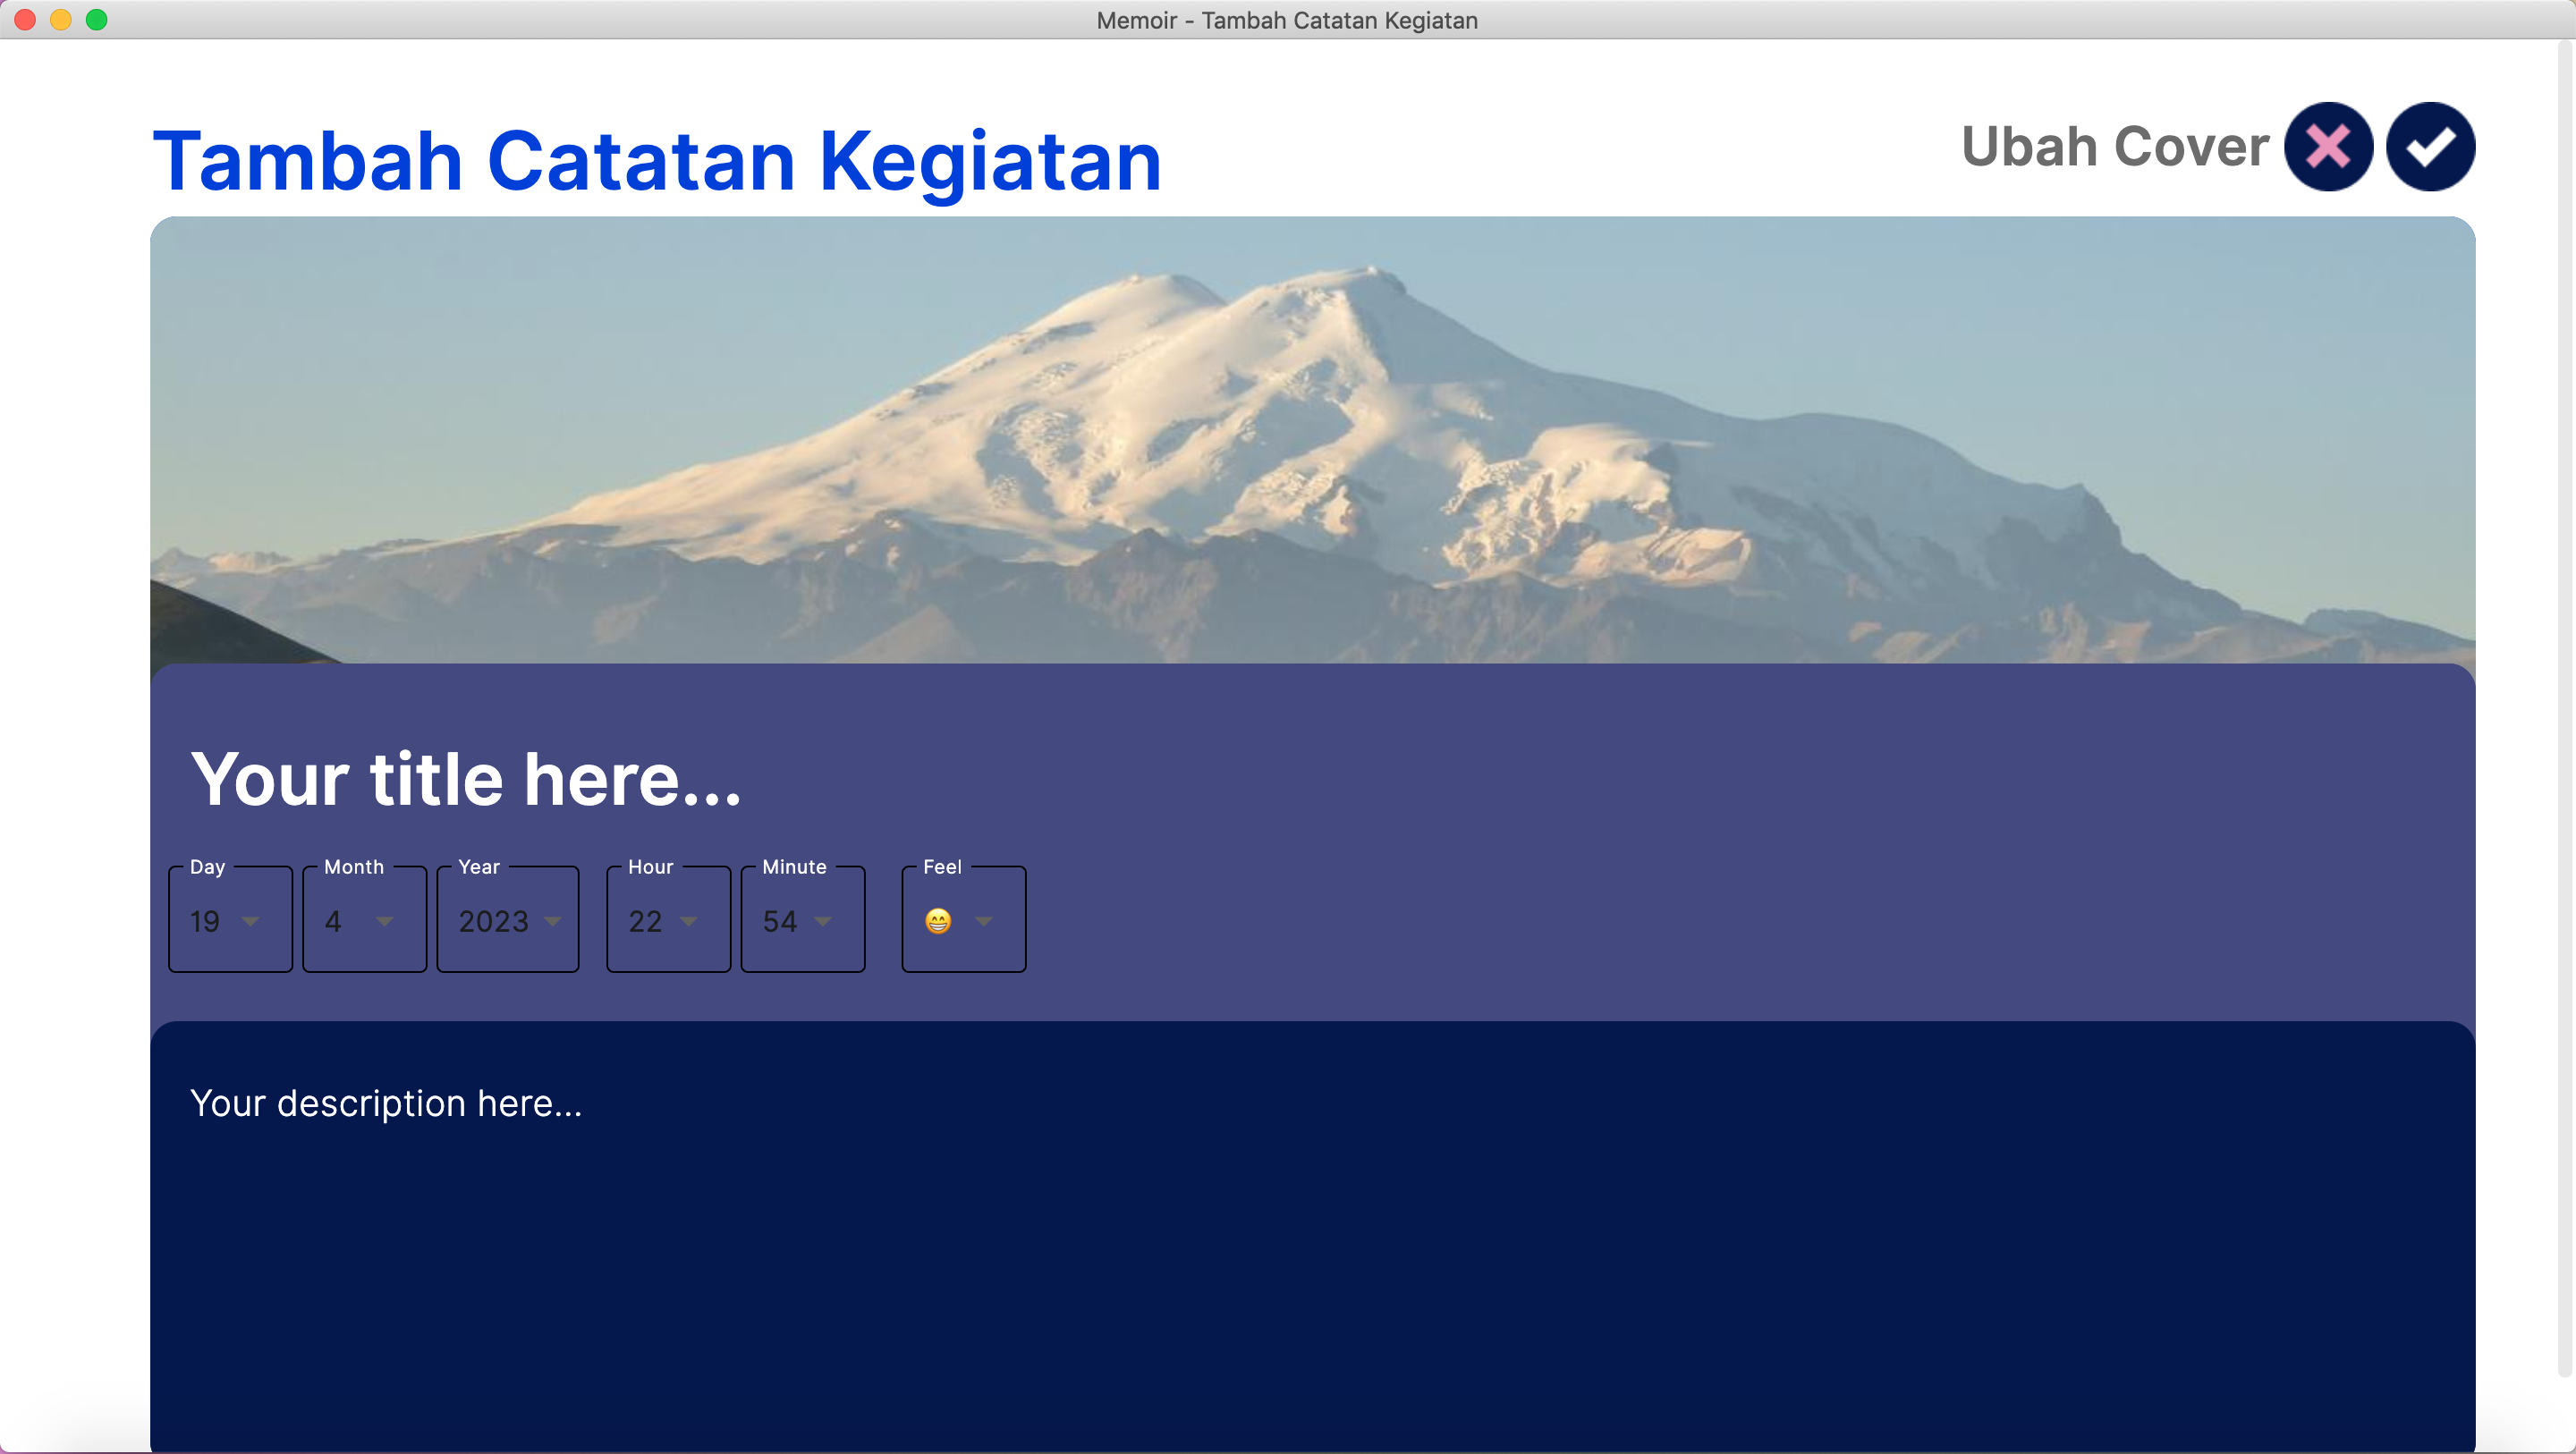 Memoir - Tambah Catatan Kegiatan
Tambah Catatan Kegiatan
Ubah Cover
Your title here...
Day Month Year Hour Minute Feel
19 4 2023 22 54 😁
Your description here...